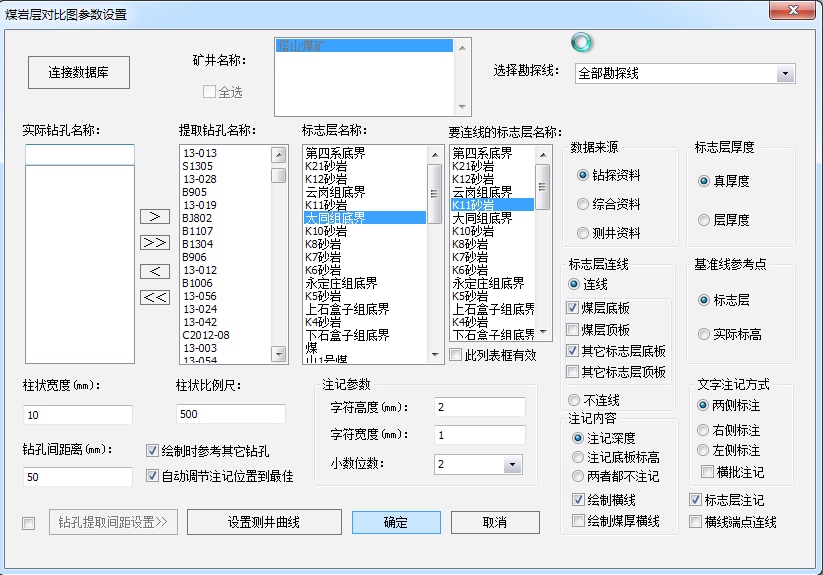 煤岩层对比图参数设置
连接数据库
矿井名称:
塔山煤矿
全选
选择勘探线:
全部勘探线
实际钻孔名称:
提取钻孔名称:
13-013
S1305
13-028
B905
13-019
BJ802
B1107
B1304
B906
13-012
B1006
13-056
13-024
13-042
C2012-08
13-003
13-054
>
>>
<
<<
标志层名称:
第四系底界
K21砂岩
K12砂岩
云岗组底界
K11砂岩
大同组底界
K10砂岩
K8砂岩
K7砂岩
K6砂岩
永定庄组底界
K5砂岩
上石盒子组底界
K4砂岩
下石盒子组底界
煤
山1号煤
要连线的标志层名称:
第四系底界
K21砂岩
K12砂岩
云岗组底界
K11砂岩
大同组底界
K10砂岩
K8砂岩
K7砂岩
K6砂岩
永定庄组底界
K5砂岩
上石盒子组底界
K4砂岩
下石盒子组底界
此列表框有效
数据来源
钻探资料
综合资料
测井资料
标志层厚度
真厚度
层厚度
标志层连线
连线
煤层底板
煤层顶板
其它标志层底板
其它标志层顶板
不连线
基准线参考点
标志层
实际标高
柱状宽度(mm):
10
柱状比例尺:
500
钻孔间距离(mm):
50
绘制时参考其它钻孔
自动调节注记位置到最佳
注记参数
字符高度(mm):
2
字符宽度(mm):
1
小数位数:
2
注记内容
注记深度
注记底板标高
两者都不注记
绘制横线
绘制煤厚横线
文字注记方式
两侧标注
右侧标注
左侧标注
横批注记
标志层注记
横线端点连线
钻孔提取间距设置>>
设置测井曲线
确定
取消